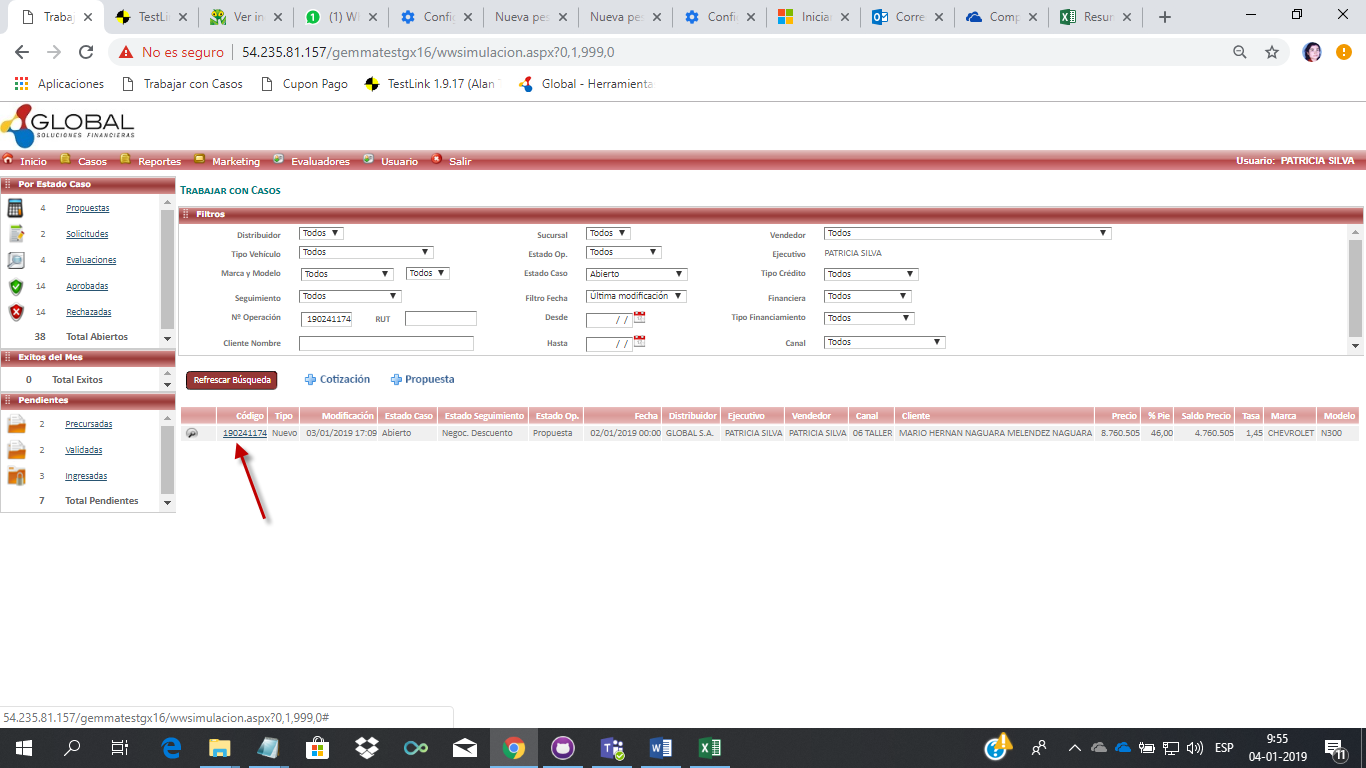 Trabaj
TestLink
Ver in
(1) W
Confic
Nueva pes
Nueva pes
Confi
Inicia
Corre
Comp
Resun
No es seguro | 54.235.81.157/gemmatestgx16/wwsimulacion.aspx?0,1,999,0
Aplicaciones Trabajar con Casos Cupon Pago TestLink 1.9.17 (Alan Global - Herramienta
GLOBAL
SOLUCIONES FINANCIERAS
Inicio Casos Reportes Marketing Evaluadores Usuario Salir Usuario: PATRICIA SILVA
Por Estado Caso
4 Propuestas
2 Solicitudes
4 Evaluaciones
14 Aprobadas
14 Rechazadas
38 Total Abiertos
Exitos del Mes
0 Total Exitos
Pendientes
2 Precursadas
2 Validadas
3 Ingresadas
7 Total Pendientes
Trabajar con Casos
Filtros
Distribuidor Todos Sucursal Todos Vendedor Todos
Tipo Vehículo Todos Estado Op. Todos Ejecutivo PATRICIA SILVA
Marca y Modelo Todos Todos Estado Caso Abierto Tipo Crédito Todos
Seguimiento Todos Filtro Fecha Última modificación Financiera Todos
Nº Operación 190241174 RUT Desde / / Tipo Financiamiento Todos
Cliente Nombre Hasta / / Canal Todos
Refrescar Búsqueda Cotización Propuesta
Código Tipo Modificación Estado Caso Estado Seguimiento Estado Op. Fecha Distribuidor Ejecutivo Vendedor Canal Cliente Precio % Pie Saldo Precio Tasa Marca Modelo
190241174 Nuevo 03/01/2019 17:09 Abierto Negoc. Descuento Propuesta 02/01/2019 00:00 GLOBAL S.A. PATRICIA SILVA PATRICIA SILVA 06 TALLER MARIO HERNAN NAGUARA MELENDEZ NAGUARA 8.760.505 46,00 4.760.505 1,45 CHEVROLET N300
54.235.81.157/gemmatestgx16/wwsimulacion.aspx?0,1,999,0#
ESP
9:55
04-01-2019
11